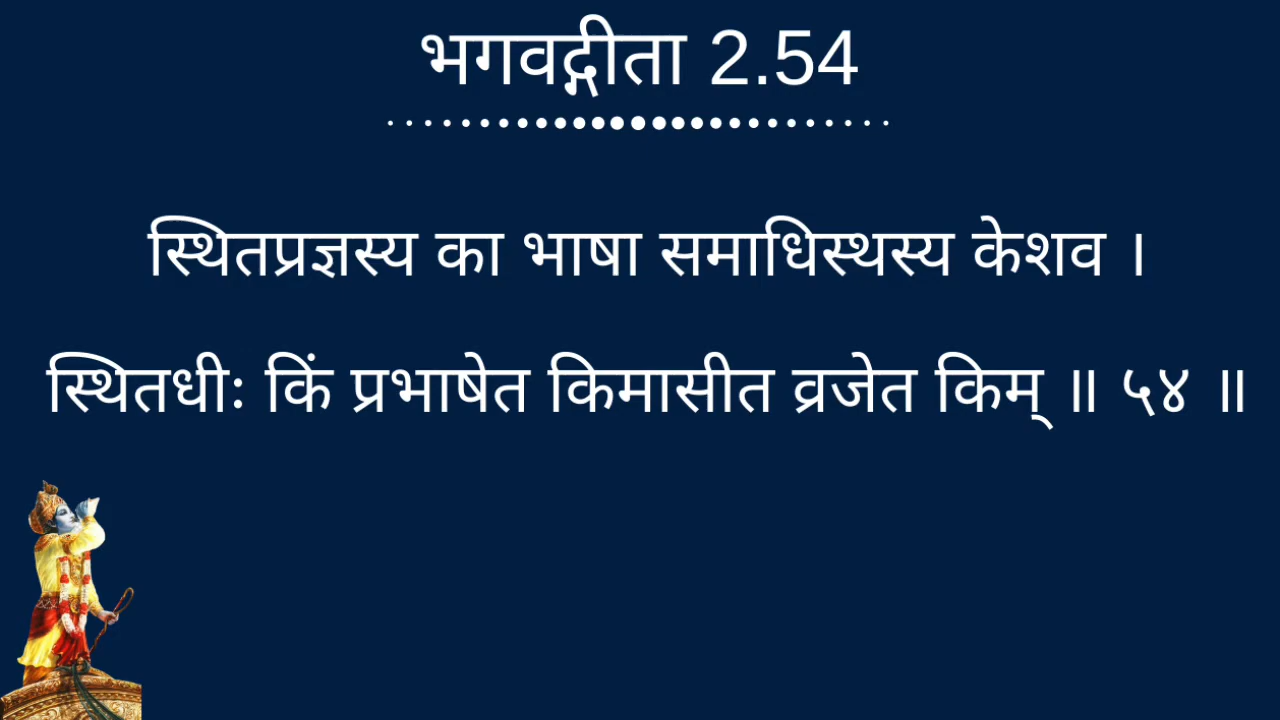 भगवद्गीता 2.54
स्थितप्रज्ञस्य का भाषा समाधिस्थस्य केशव ।
स्थितधीः किं प्रभाषेत किमासीत व्रजेत किम् ॥ ५४ ॥